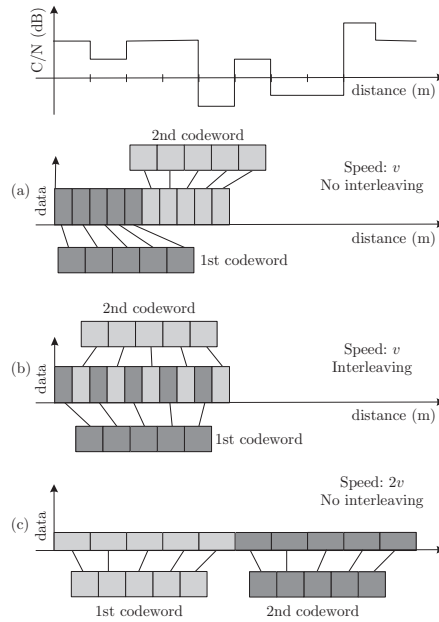 C/N (dB)
distance (m)
2nd codeword
Speed: v
No interleaving
(a)
data
distance (m)
1st codeword
2nd codeword
Speed: v
Interleaving
(b)
data
distance (m)
1st codeword
Speed: 2v
No interleaving
(c)
data
distance (m)
1st codeword
2nd codeword